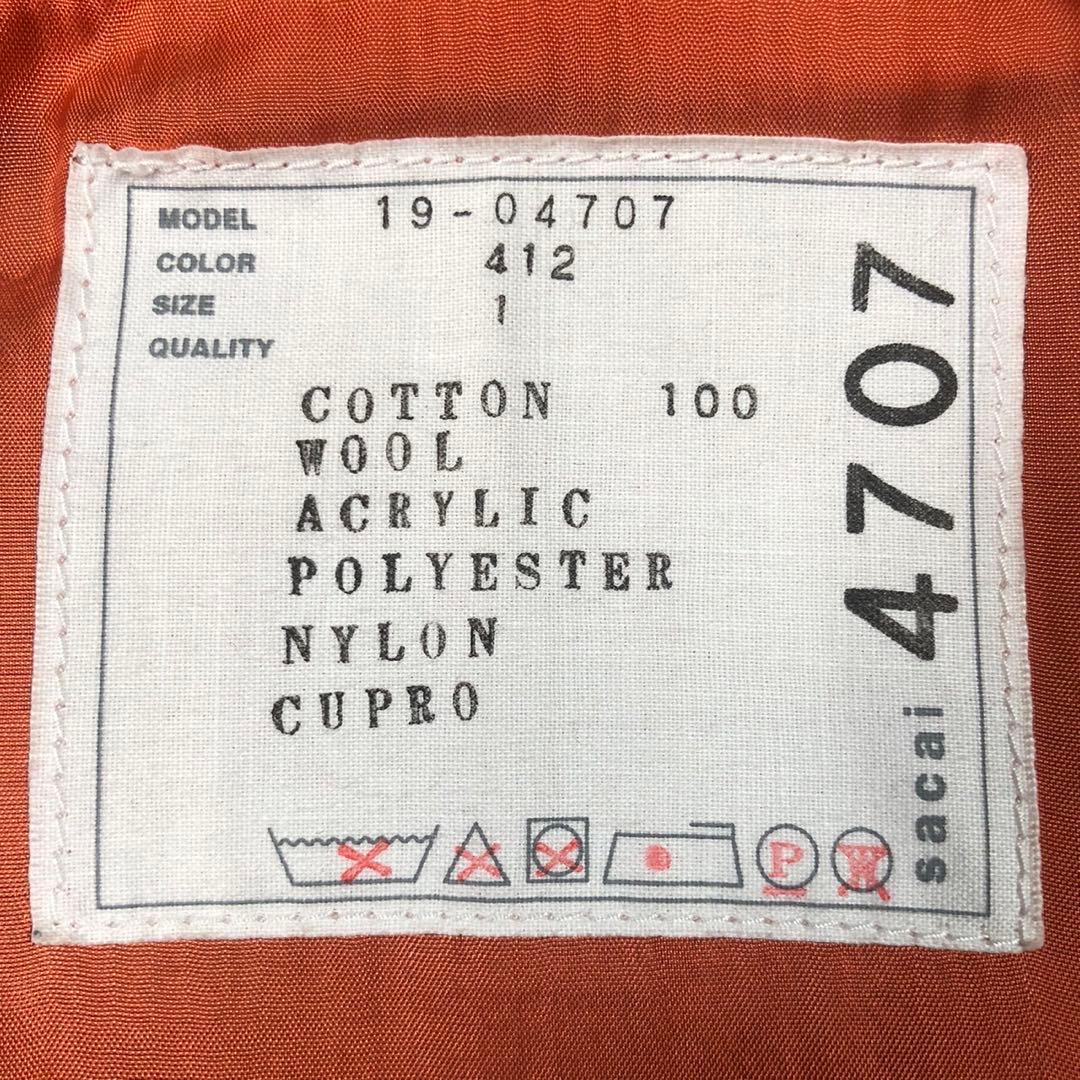 MODEL 19-04707
COLOR 412
SIZE 1
QUALITY
COTTON 100
WOOL
ACRYLIC
POLYESTER
NYLON
CUPRO
P W
sacai 4707